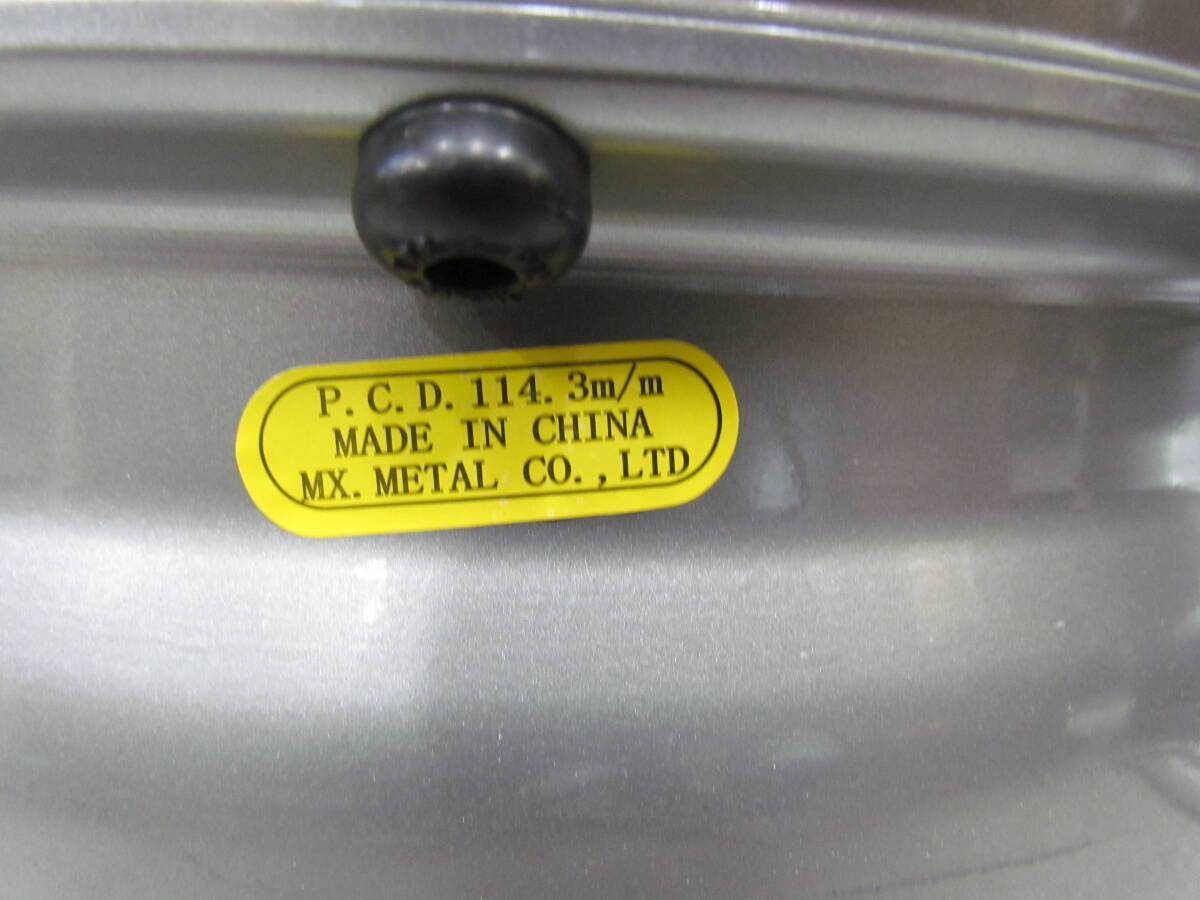 P.C.D.114.3m/m
MADE IN CHINA
MX.METAL CO.,LTD